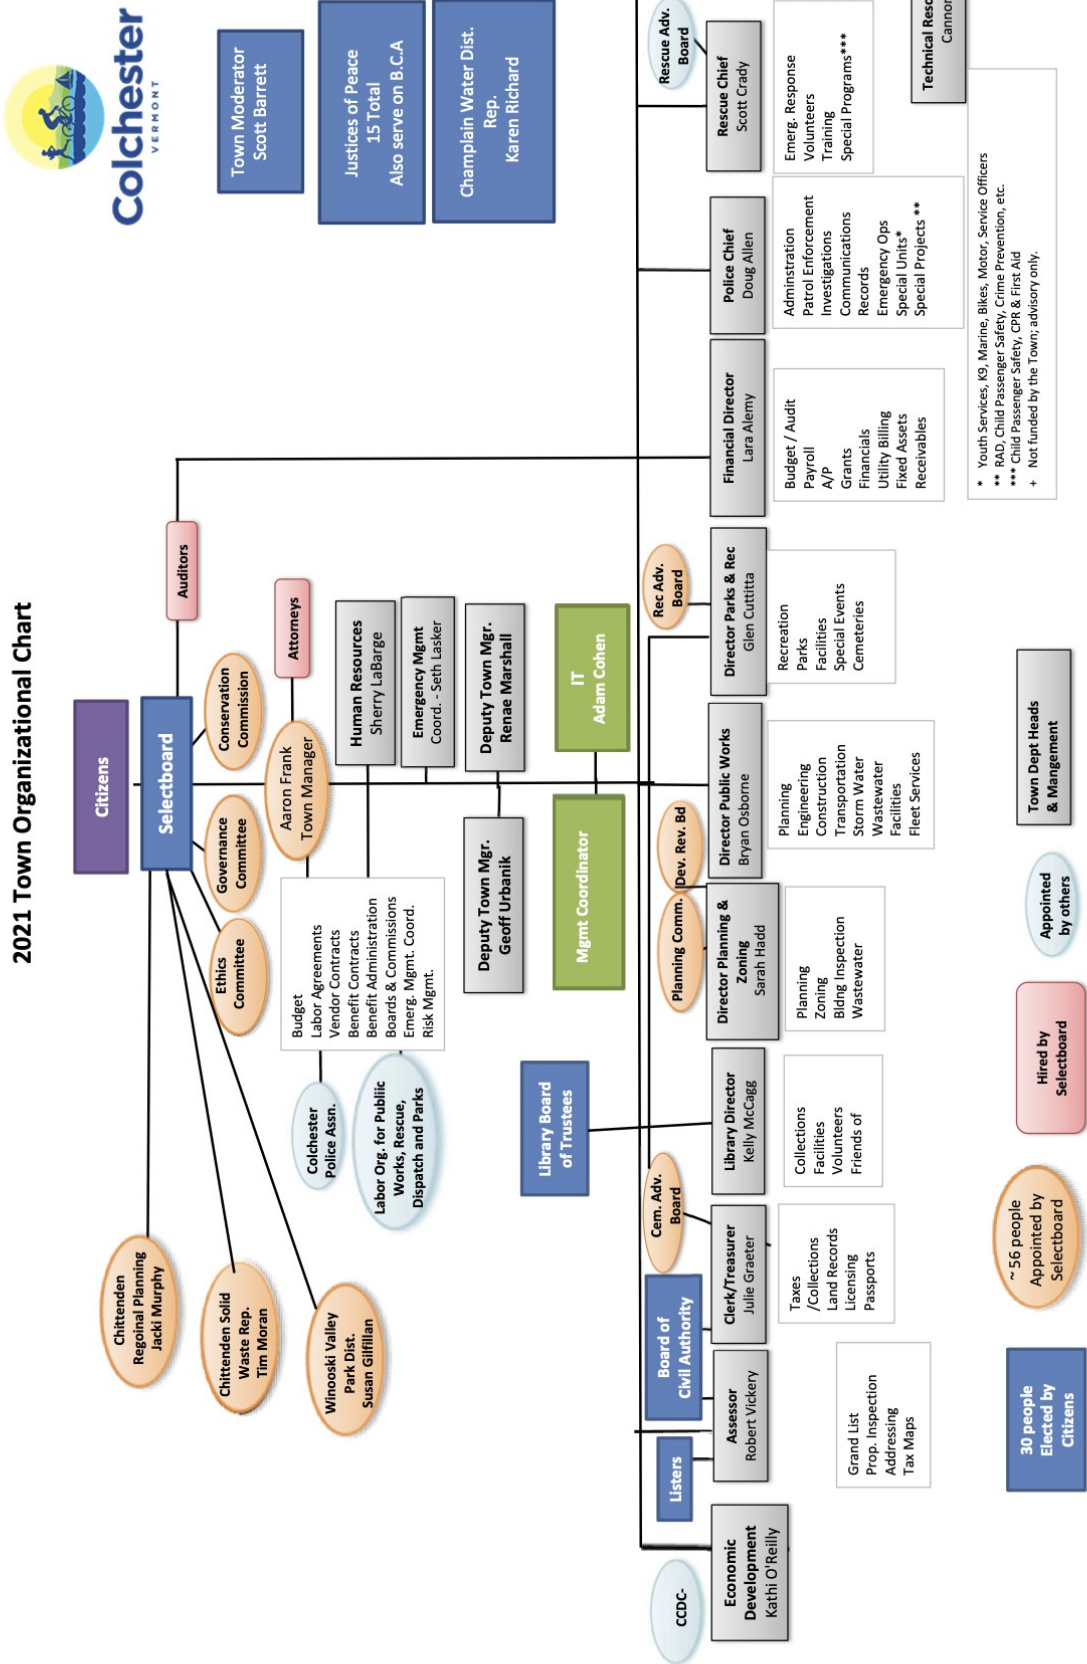 2021 Town Organizational Chart
Colchester
VERMONT
Citizens
Selectboard
Auditors
Town Moderator
Scott Barrett
Justices of Peace
15 Total
Also serve on B.C.A
Champlain Water Dist.
Rep.
Karen Richard
Chittenden
Regoinal Planning
Jacki Murphy
Chittenden Solid
Waste Rep.
Tim Moran
Winooski Valley
Park Dist.
Susan Gilfillan
Ethics
Committee
Governance
Committee
Conservation
Commission
Aaron Frank
Town Manager
Attorneys
Budget
Labor Agreements
Vendor Contracts
Benefit Contracts
Benefit Administration
Boards & Commissions
Emerg. Mgmt. Coord.
Risk Mgmt.
Colchester
Police Assn.
Labor Org. for Publiic
Works, Rescue,
Dispatch and Parks
Human Resources
Sherry LaBarge
Emergency Mgmt
Coord. - Seth Lasker
Deputy Town Mgr.
Geoff Urbanik
Deputy Town Mgr.
Renae Marshall
Mgmt Coordinator
IT
Adam Cohen
Library Board
of Trustees
CCDC-
Listers
Board of
Civil Authority
Cem. Adv.
Board
Planning Comm.
Dev. Rev. Bd
Rec Adv.
Board
Rescue Adv.
Board
Economic
Development
Kathi O'Reilly
Assessor
Robert Vickery
Grand List
Prop. Inspection
Addressing
Tax Maps
Clerk/Treasurer
Julie Graeter
Taxes
/Collections
Land Records
Licensing
Passports
Library Director
Kelly McCagg
Collections
Facilities
Volunteers
Friends of
Director Planning &
Zoning
Sarah Hadd
Planning
Zoning
Bldng Inspection
Wastewater
Director Public Works
Bryan Osborne
Planning
Engineering
Construction
Transportation
Storm Water
Wastewater
Facilities
Fleet Services
Director Parks & Rec
Glen Cuttitta
Recreation
Parks
Facilities
Special Events
Cemeteries
Financial Director
Lara Alemy
Budget / Audit
Payroll
A/P
Grants
Financials
Utility Billing
Fixed Assets
Receivables
Police Chief
Doug Allen
Adminstration
Patrol Enforcement
Investigations
Communications
Records
Emergency Ops
Special Units*
Special Projects **
Rescue Chief
Scott Crady
Emerg. Response
Volunteers
Training
Special Programs***
Technical
30 people
Elected by
Citizens
~ 56 people
Appointed by
Selectboard
Hired by
Selectboard
Appointed
by others
Town Dept Heads
& Mangement
* Youth Services, K9, Marine, Bikes, Motor, Service Officers
** RAD, Child Passenger Safety, Crime Prevention, etc.
*** Child Passenger Safety, CPR & First Aid
+ Not funded by the Town; advisory only.